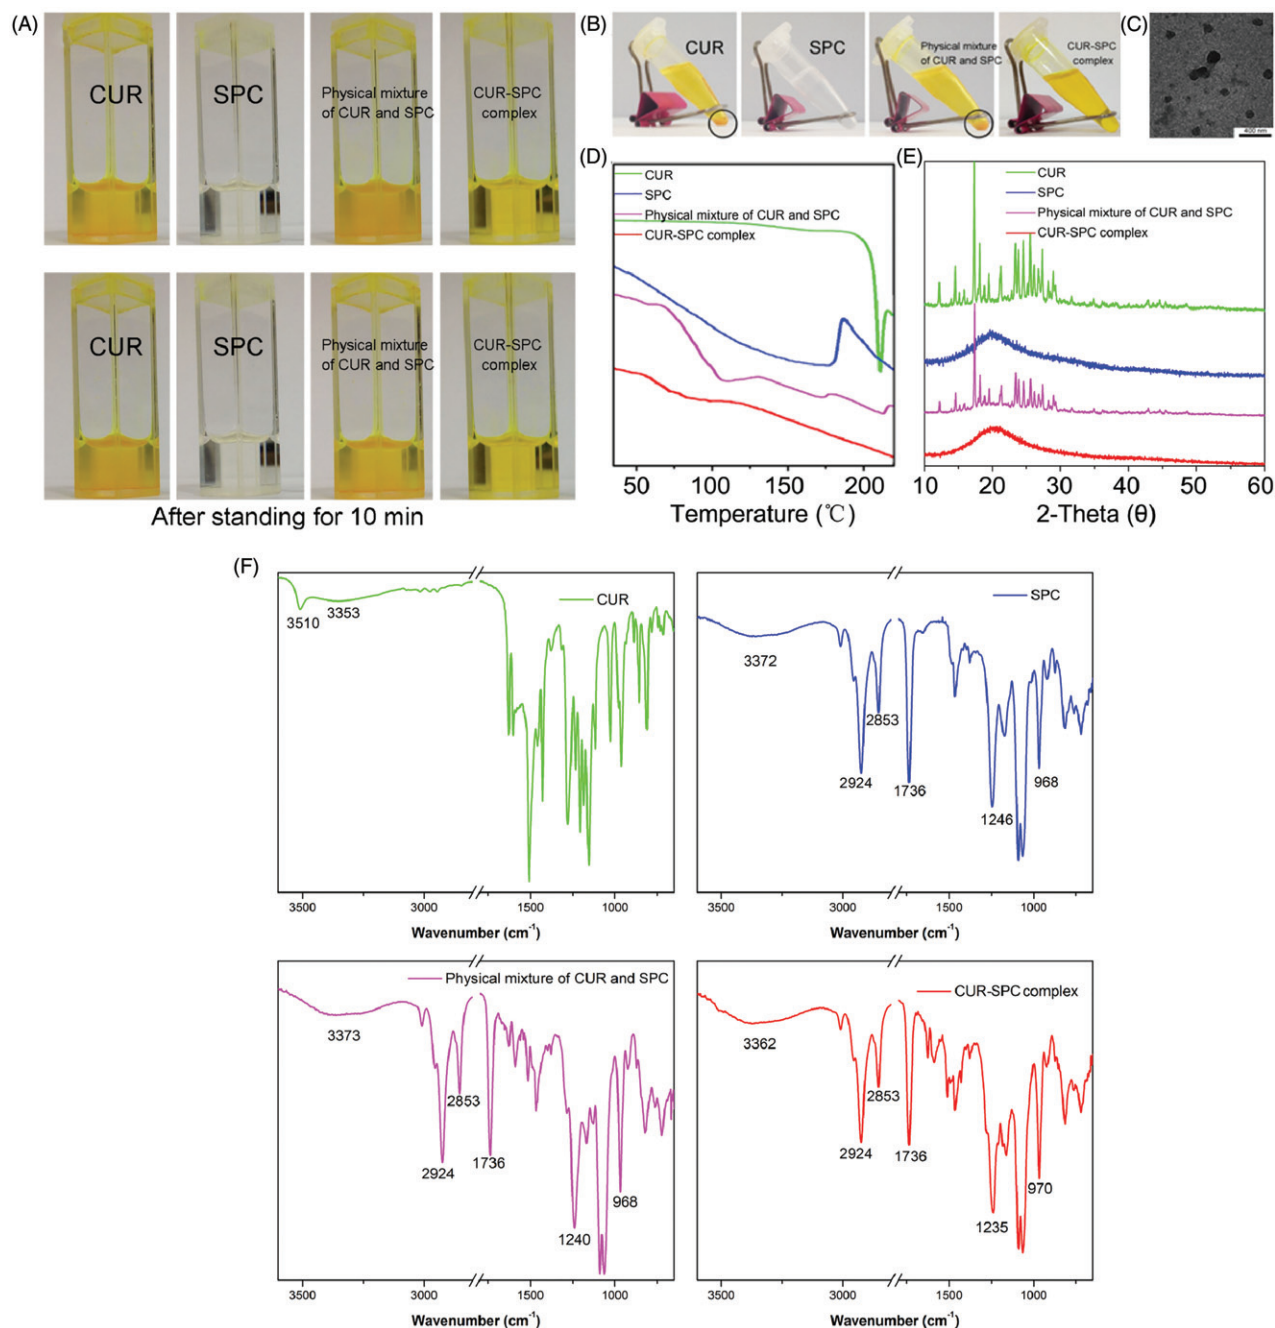 (A)
CUR
SPC
Physical mixture
of CUR and SPC
CUR-SPC
complex
CUR
SPC
Physical mixture
of CUR and SPC
CUR-SPC
complex
After standing for 10 min
(B)
CUR
SPC
Physical mixture
of CUR and SPC
CUR-SPC
complex
(C)
400 nm
(D)
CUR
SPC
Physical mixture of CUR and SPC
CUR-SPC complex
50 100 150 200
Temperature (℃)
(E)
CUR
SPC
Physical mixture of CUR and SPC
CUR-SPC complex
10 20 30 40 50 60
2-Theta (θ)
(F)
CUR
3510
3353
3500 3000 1500 1000
Wavenumber (cm⁻¹)
SPC
3372
2853
2924
1736
968
1246
3500 3000 1500 1000
Wavenumber (cm⁻¹)
Physical mixture of CUR and SPC
3373
2853
2924
1736
968
1240
3500 3000 1500 1000
Wavenumber (cm⁻¹)
CUR-SPC complex
3362
2853
2924
1736
970
1235
3500 3000 1500 1000
Wavenumber (cm⁻¹)